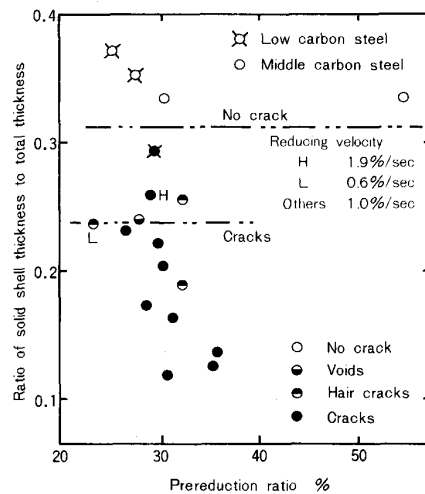 Low carbon steel
Middle carbon steel
No crack
Reducing velocity
H 1.9%/sec
L 0.6%/sec
Others 1.0%/sec
H
L
Cracks
No crack
Voids
Hair cracks
Cracks
0.4
0.3
0.2
0.1
20 30 40 50
Prereduction ratio %
Ratio of solid shell thickness to total thickness